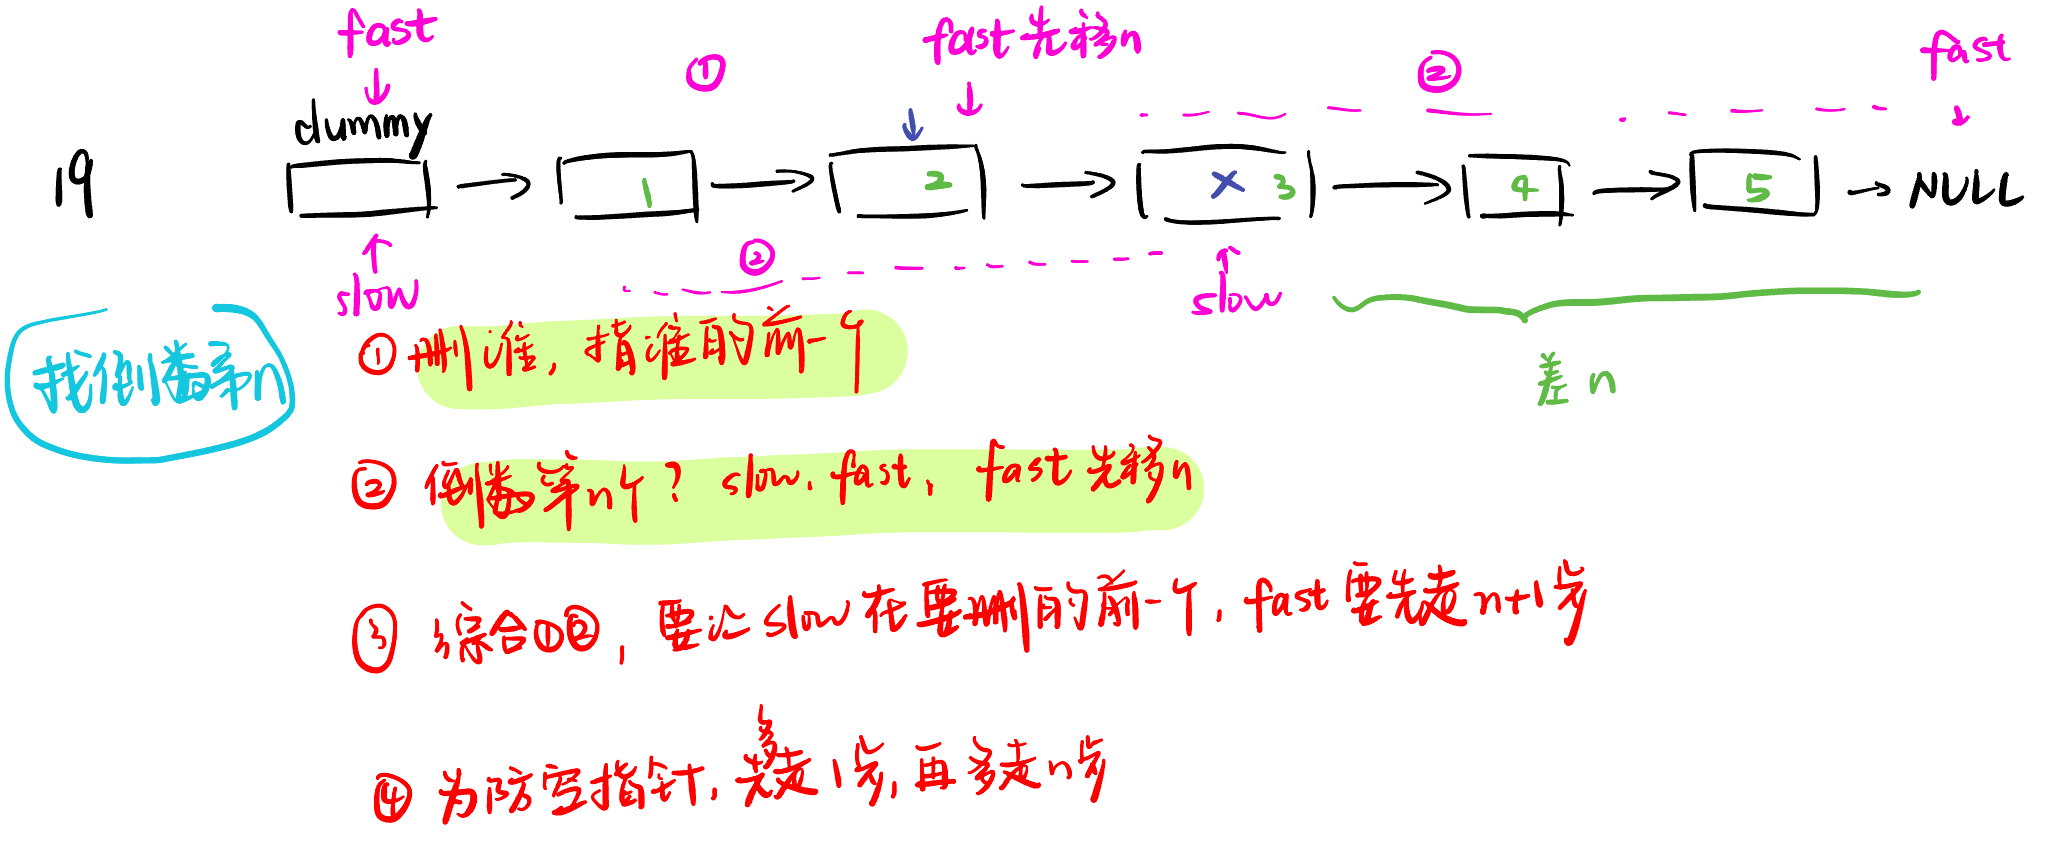 fast ① fast先移n ② fast
dummy
19 1 2 × 3 4 5 NULL
slow ② slow
找倒数第n
① 删谁, 指谁的前一个
差n
② 倒数第n个? slow, fast, fast先移n
③ 综合①②, 要让slow在要删的前一个, fast要先走n+1步
多
④ 为防空指针, 先走1步, 再多走n步